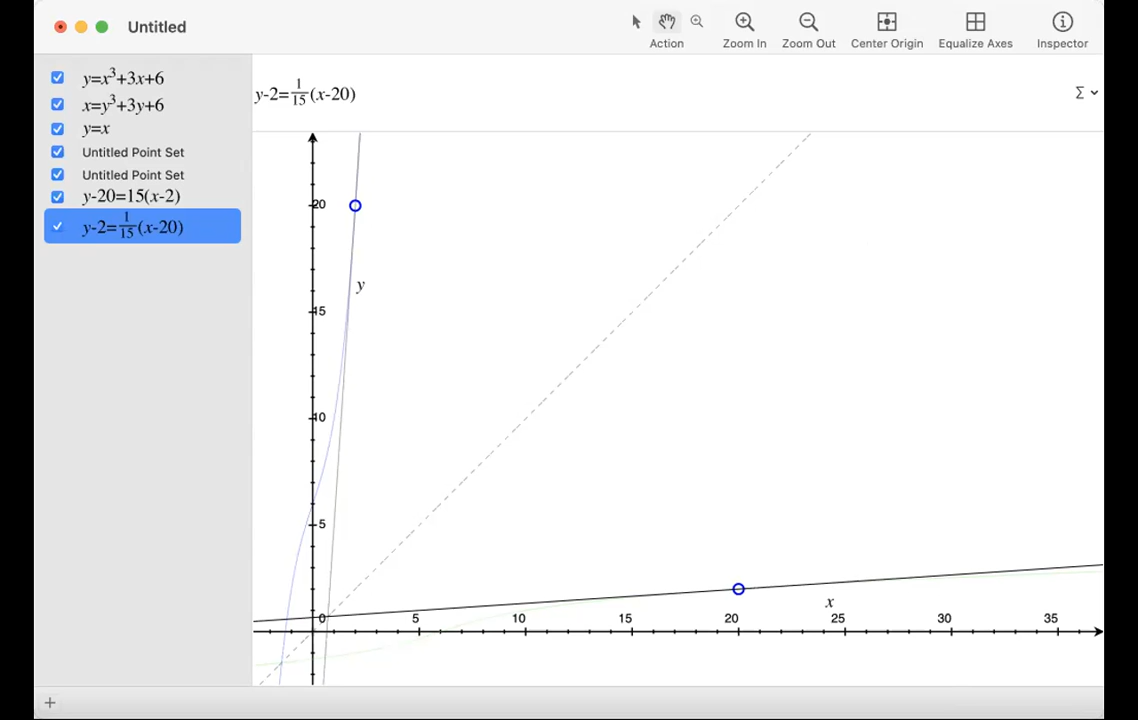 Untitled
Action
Zoom In
Zoom Out
Center Origin
Equalize Axes
Inspector
y=x³+3x+6
x=y³+3y+6
y=x
Untitled Point Set
Untitled Point Set
y-20=15(x-2)
y-2=1/15(x-20)
y-2=1/15(x-20)
Σ
20
y
15
10
5
x
0 5 10 15 20 25 30 35
+